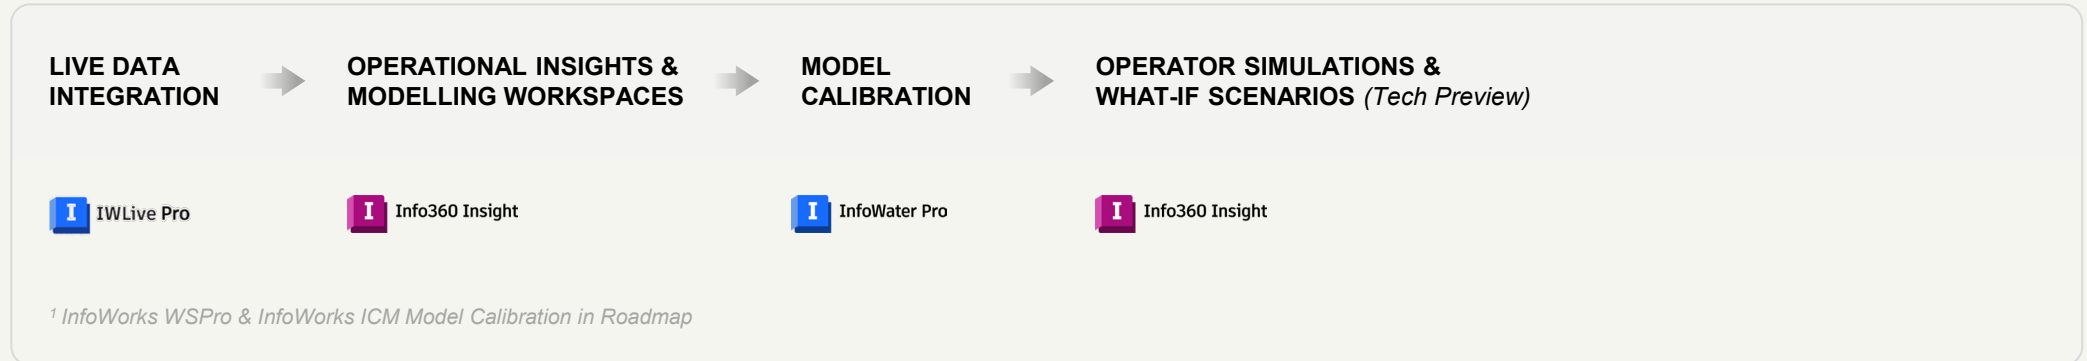 LIVE DATA
INTEGRATION
OPERATIONAL INSIGHTS &
MODELLING WORKSPACES
MODEL
CALIBRATION
OPERATOR SIMULATIONS &
WHAT-IF SCENARIOS (Tech Preview)
I IWLive Pro
I Info360 Insight
I InfoWater Pro
I Info360 Insight
¹ InfoWorks WSPro & InfoWorks ICM Model Calibration in Roadmap